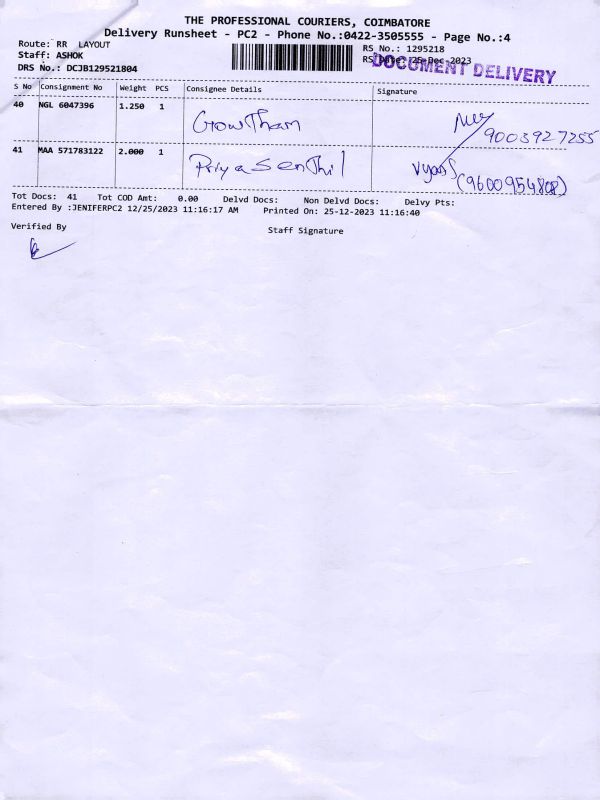 THE PROFESSIONAL COURIERS, COIMBATORE
Delivery Runsheet - PC2 - Phone No.:0422-3505555 - Page No.:4
Route: RR LAYOUT
RS No.: 1295218
Staff: ASHOK
RS Date: 25-Dec-2023
DOCUMENT DELIVERY
DRS No.: DCJB129521804
S No Consignment No Weight PCS Consignee Details Signature
40 NGL 6047396 1.250 1 Gowtham 9003927255
41 MAA 571783122 2.000 1 Priya Senthil (9600954808)
Tot Docs: 41 Tot COD Amt: 0.00 Delvd Docs: Non Delvd Docs: Delvy Pts:
Entered By :JENIFERPC2 12/25/2023 11:16:17 AM Printed On: 25-12-2023 11:16:40
Verified By
Staff Signature